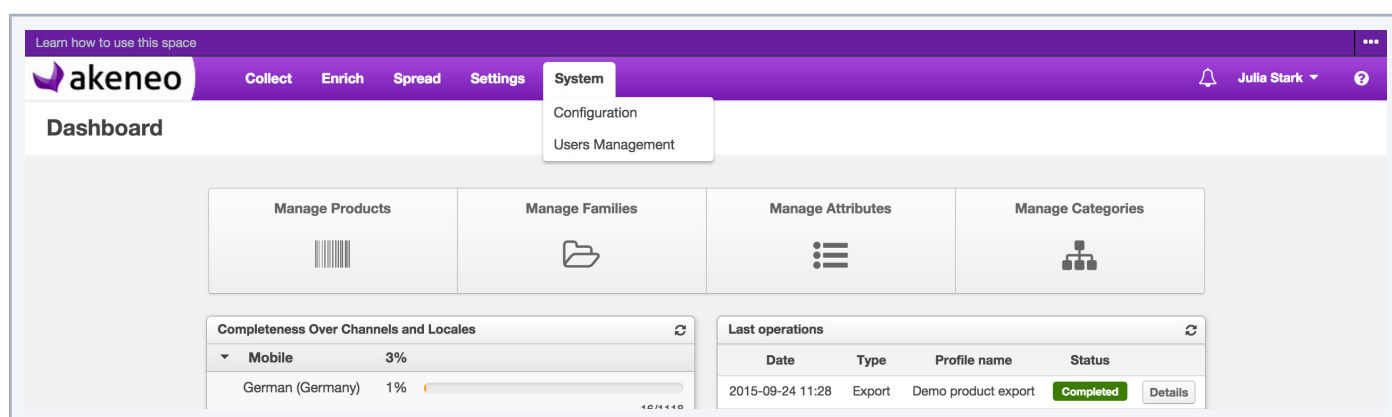 Learn how to use this space
akeneo Collect Enrich Spread Settings System Julia Stark
Configuration
Dashboard
Users Management
Manage Products Manage Families Manage Attributes Manage Categories
Completeness Over Channels and Locales
Mobile 3%
German (Germany) 1%
16/1118
Last operations
Date Type Profile name Status
2015-09-24 11:28 Export Demo product export Completed Details